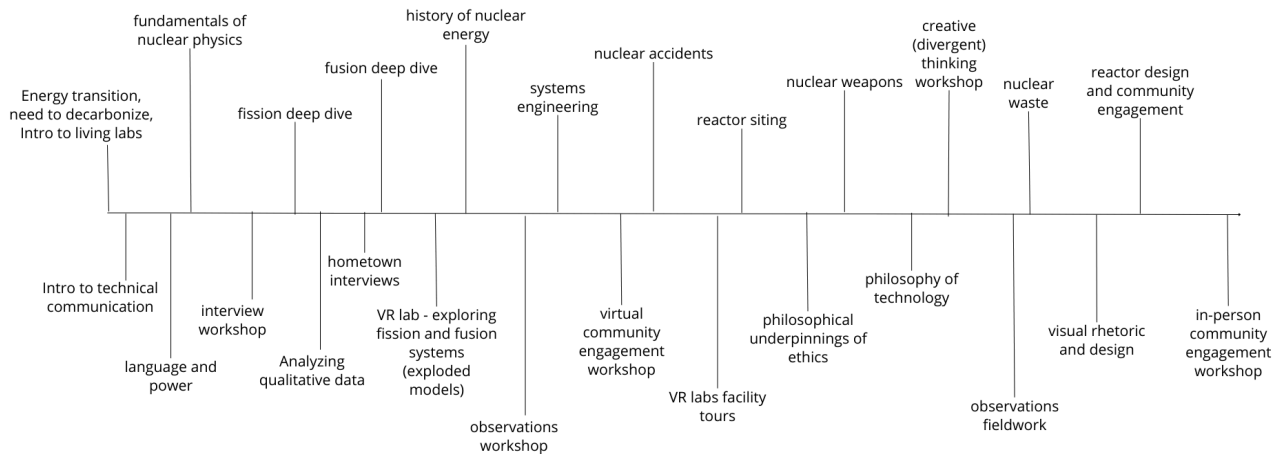 Energy transition,
need to decarbonize,
Intro to living labs
fundamentals of
nuclear physics
fission deep dive
fusion deep dive
history of nuclear
energy
systems
engineering
nuclear accidents
reactor siting
nuclear weapons
creative
(divergent)
thinking
workshop
nuclear
waste
reactor design
and community
engagement
Intro to technical
communication
language and
power
interview
workshop
Analyzing
qualitative data
hometown
interviews
VR lab - exploring
fission and fusion
systems
(exploded
models)
observations
workshop
virtual
community
engagement
workshop
VR labs facility
tours
philosophical
underpinnings of
ethics
philosophy of
technology
observations
fieldwork
visual rhetoric
and design
in-person
community
engagement
workshop